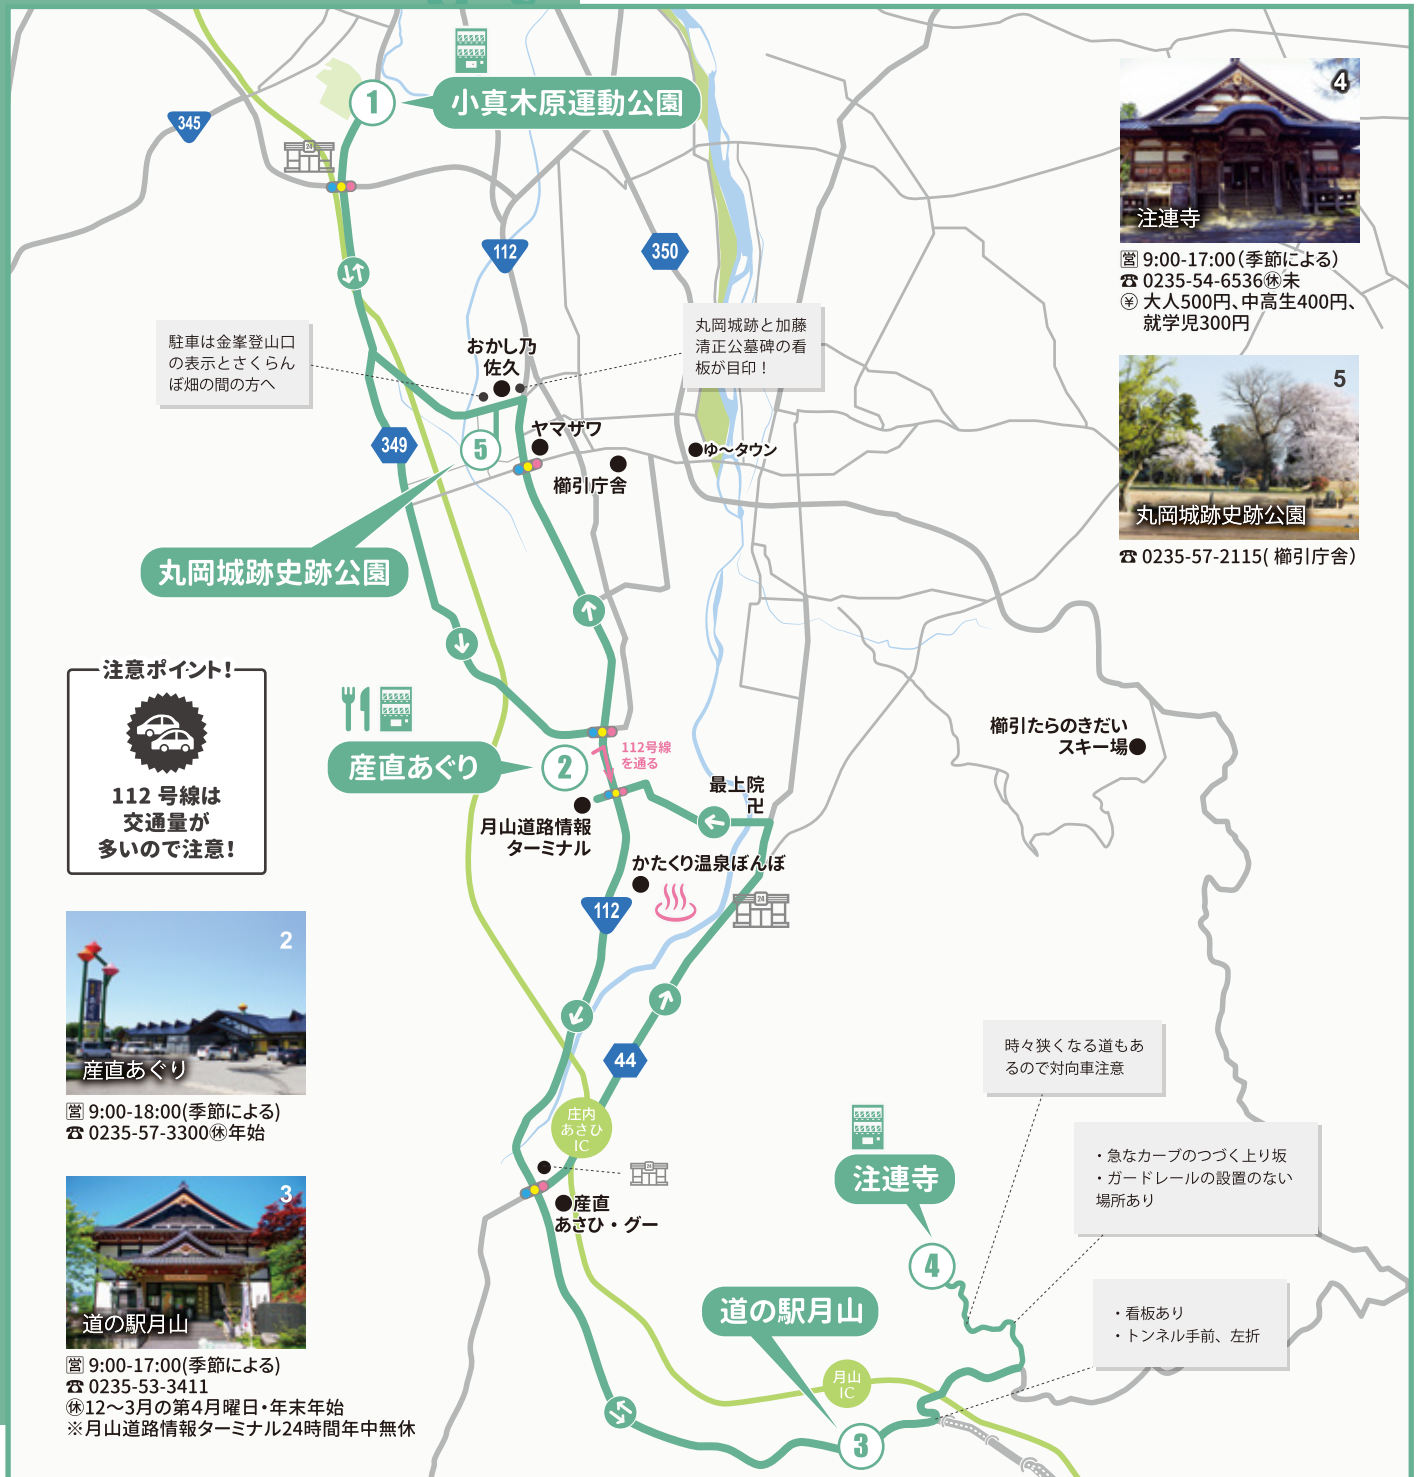 1
小真木原運動公園
345
24
112
350
駐車は金峯登山口
の表示とさくらん
ぼ畑の間の方へ
おかし乃
佐久
丸岡城跡と加藤
清正公墓碑の看
板が目印！
349
5
ヤマザワ
櫛引庁舎
ゆ～タウン
丸岡城跡史跡公園
4
注連寺
営 9:00-17:00（季節による）
☎ 0235-54-6536㊡未
￥ 大人500円、中高生400円、
就学児300円
5
丸岡城跡史跡公園
☎ 0235-57-2115( 櫛引庁舎）
注意ポイント！
112 号線は
交通量が
多いので注意！
産直あぐり
2
112号線
を通る
月山道路情報
ターミナル
最上院
卍
かたくり温泉ぼんぼ
24
112
櫛引たらのきだい
スキー場
2
産直あぐり
営 9:00-18:00(季節による)
☎ 0235-57-3300㊡年始
3
道の駅月山
営 9:00-17:00(季節による)
☎ 0235-53-3411
㊡12～3月の第4月曜日・年末年始
※月山道路情報ターミナル24時間年中無休
44
庄内
あさひ
IC
24
産直
あさひ・グー
時々狭くなる道もあ
るので対向車注意
・急なカーブのつづく上り坂
・ガードレールの設置のない
場所あり
注連寺
4
・看板あり
・トンネル手前、左折
道の駅月山
月山
IC
3